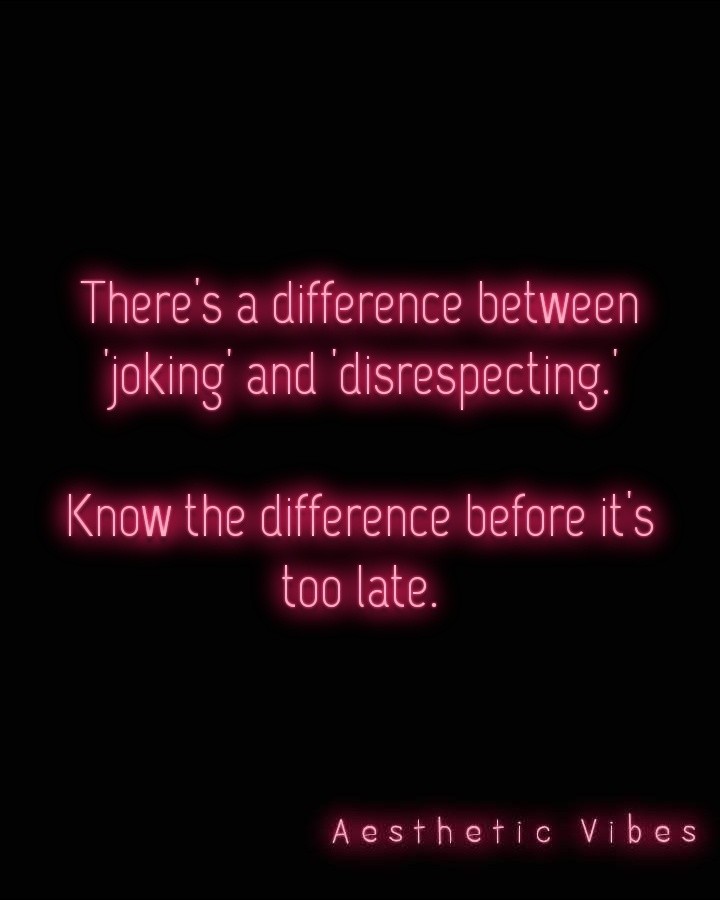 There's a difference between
'joking' and 'disrespecting.'
Know the difference before it's
too late.
Aesthetic Vibes